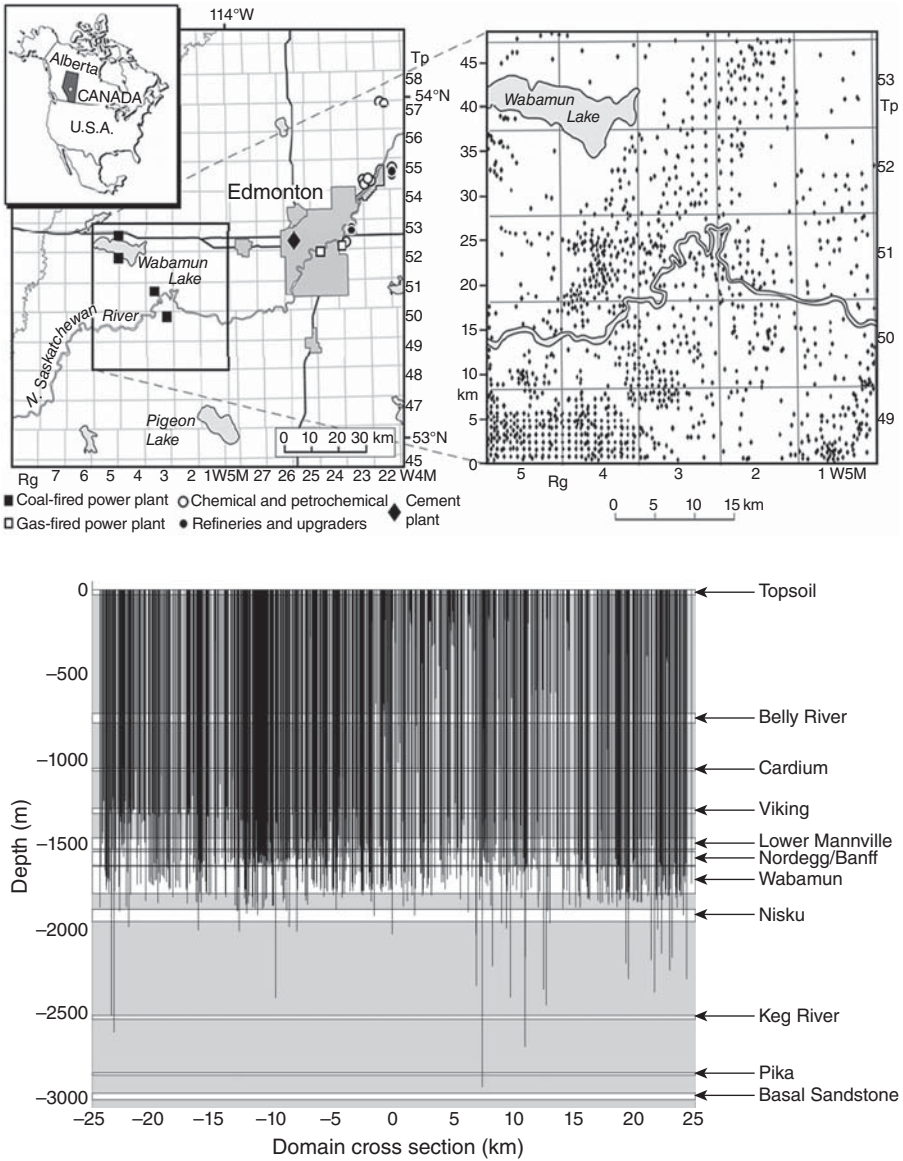 114°W
Alberta
CANADA
U.S.A.
Tp
58
54°N
57
56
55
54
53
52
51
50
49
48
47
53°N
45
Edmonton
Wabamun
Lake
River
N. Saskatchewan
Pigeon
Lake
0 10 20 30 km
Rg 7 6 5 4 3 2 1W5M 27 26 25 24 23 22 W4M
Coal-fired power plant
Chemical and petrochemical
Cement
plant
Gas-fired power plant
Refineries and upgraders
45
40
35
30
25
20
15
10
km
5
0
Wabamun
Lake
53
Tp
52
51
50
49
5 Rg 4 3 2 1 W5M
0 5 10 15 km
0
–500
–1000
–1500
–2000
–2500
–3000
Depth (m)
Topsoil
Belly River
Cardium
Viking
Lower Mannville
Nordegg/Banff
Wabamun
Nisku
Keg River
Pika
Basal Sandstone
–25 –20 –15 –10 –5 0 5 10 15 20 25
Domain cross section (km)